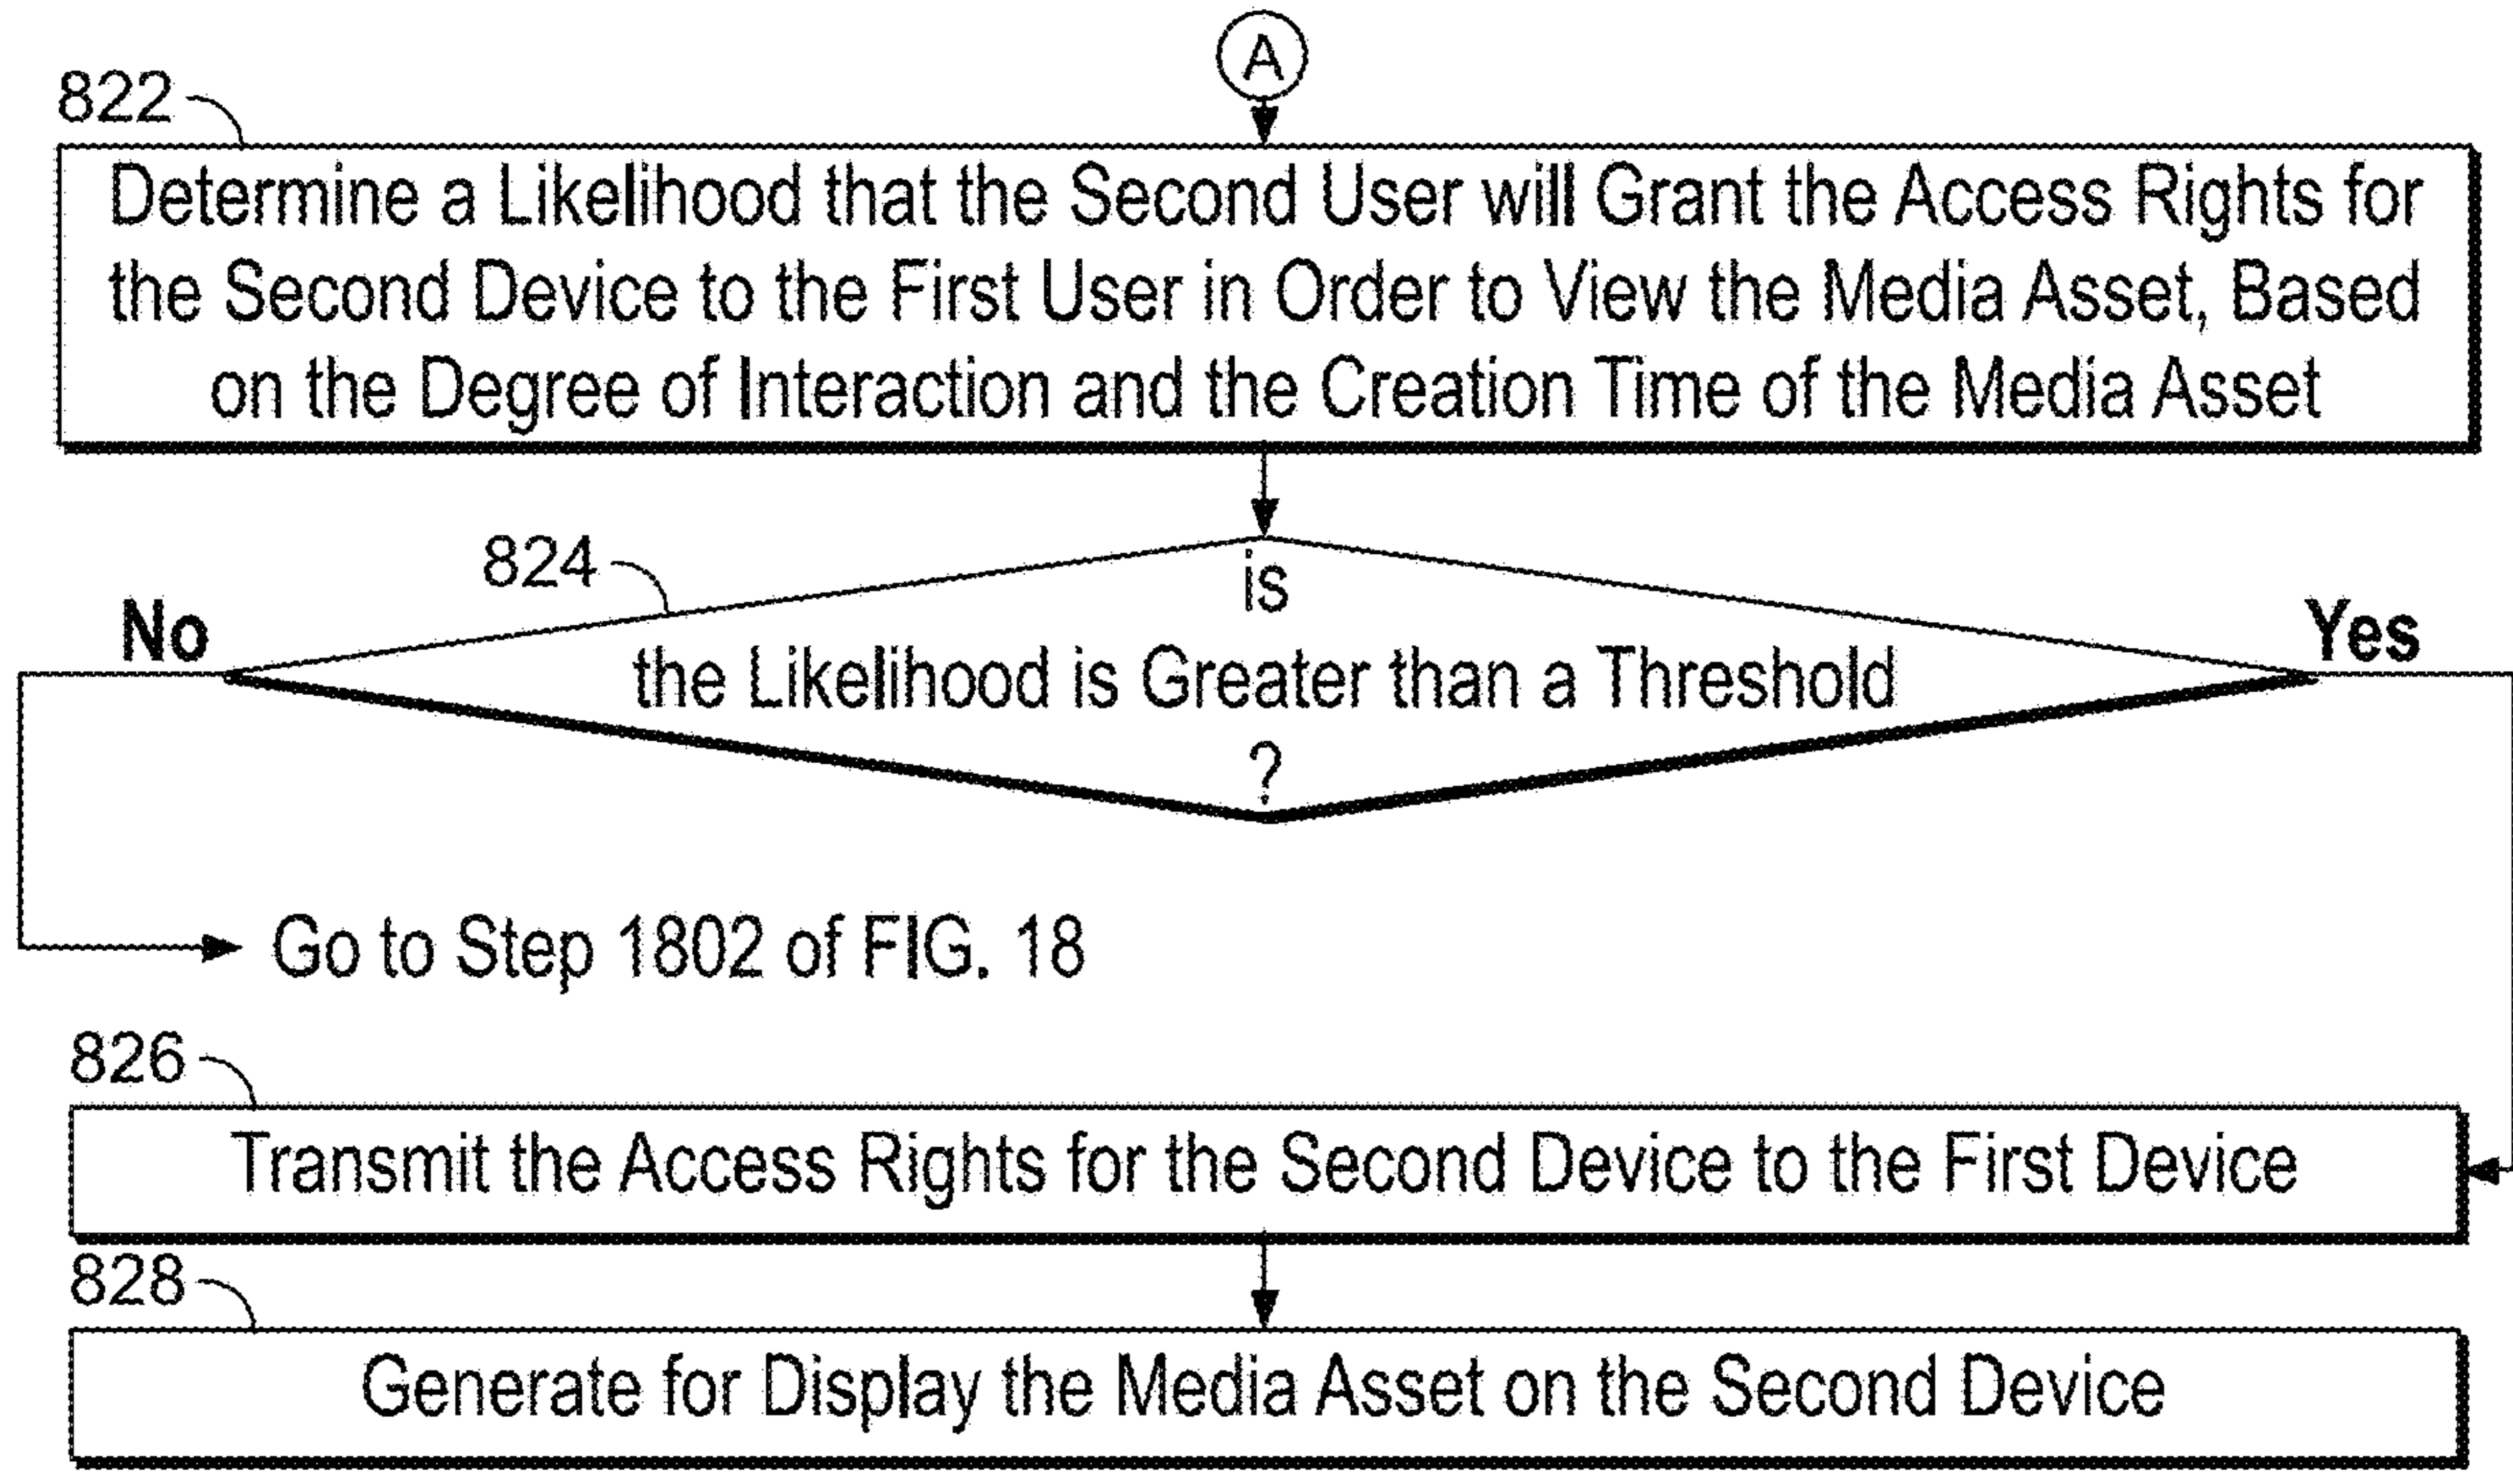 A
822
Determine a Likelihood that the Second User will Grant the Access Rights for
the Second Device to the First User in Order to View the Media Asset, Based
on the Degree of Interaction and the Creation Time of the Media Asset
824
is
No
Yes
the Likelihood is Greater than a Threshold
?
Go to Step 1802 of FIG. 18
826
Transmit the Access Rights for the Second Device to the First Device
828
Generate for Display the Media Asset on the Second Device